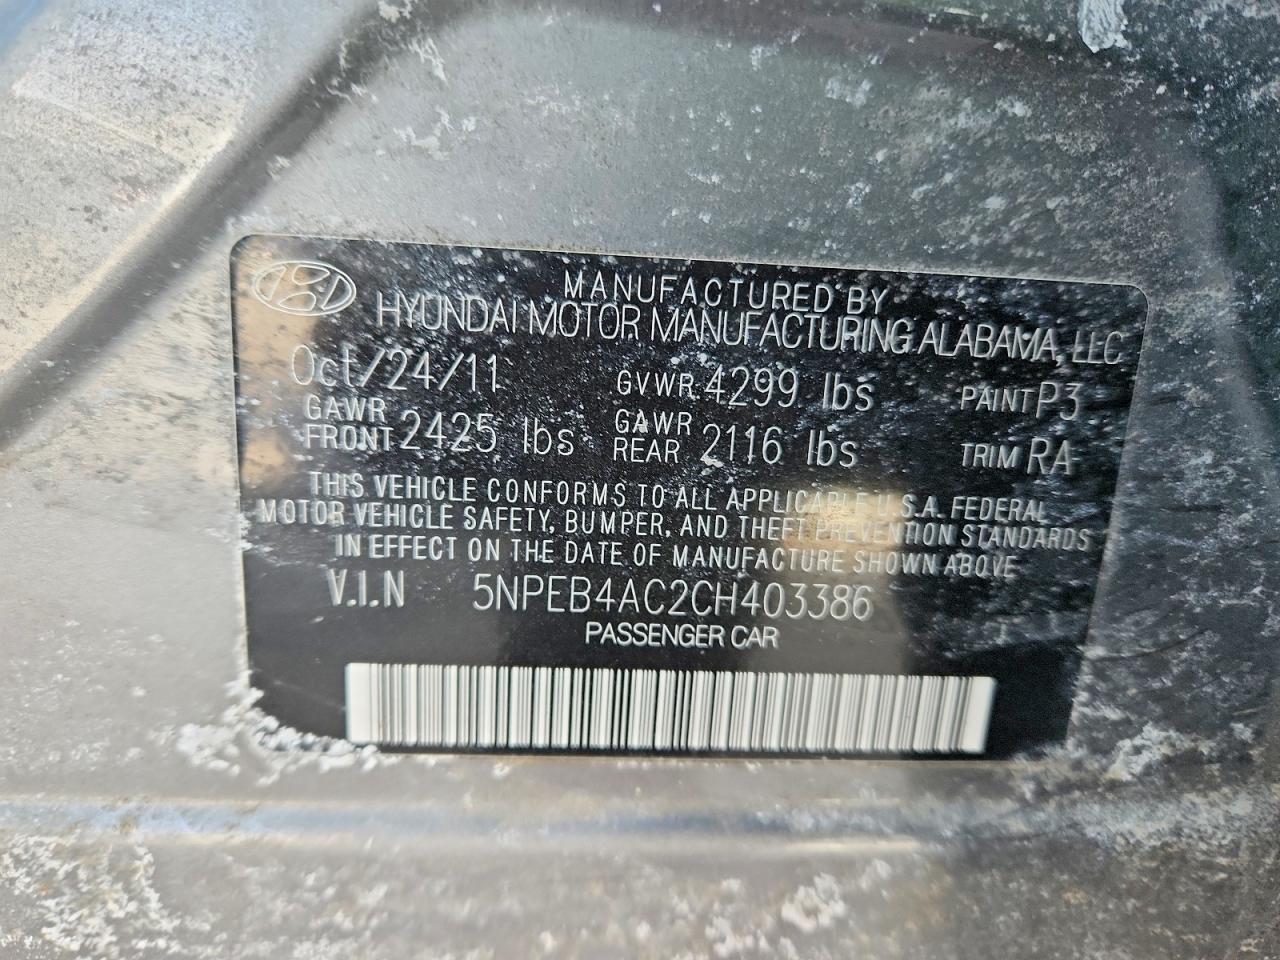 MANUFACTURED BY
HYUNDAI MOTOR MANUFACTURING ALABAMA, LLC
Oct/24/11 GVWR 4299 lbs PAINT P3
GAWR FRONT 2425 lbs GAWR REAR 2116 lbs TRIM RA
THIS VEHICLE CONFORMS TO ALL APPLICABLE U.S.A. FEDERAL
MOTOR VEHICLE SAFETY, BUMPER, AND THEFT PREVENTION STANDARDS
IN EFFECT ON THE DATE OF MANUFACTURE SHOWN ABOVE
V.I.N 5NPEB4AC2CH403386
PASSENGER CAR